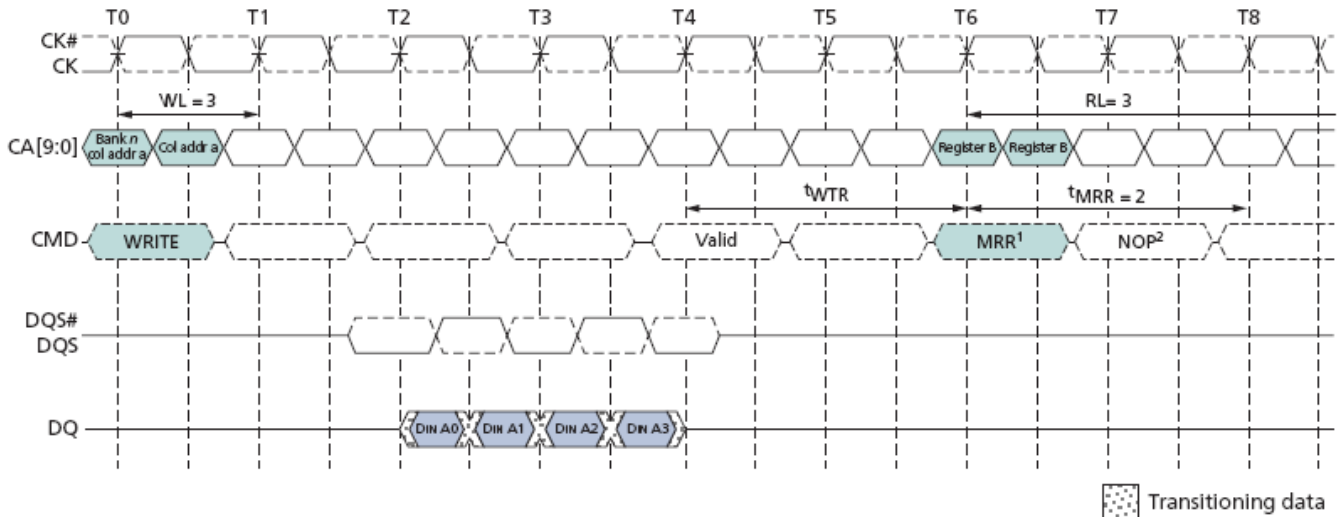 T0 T1 T2 T3 T4 T5 T6 T7 T8
CK#
CK
WL = 3 RL= 3
CA[9:0] Bank n col addr a Col addr a Register B Register B
tWTR tMRR = 2
CMD WRITE Valid MRR1 NOP2
DQS#
DQS
DQ DIN A0 DIN A1 DIN A2 DIN A3
Transitioning data